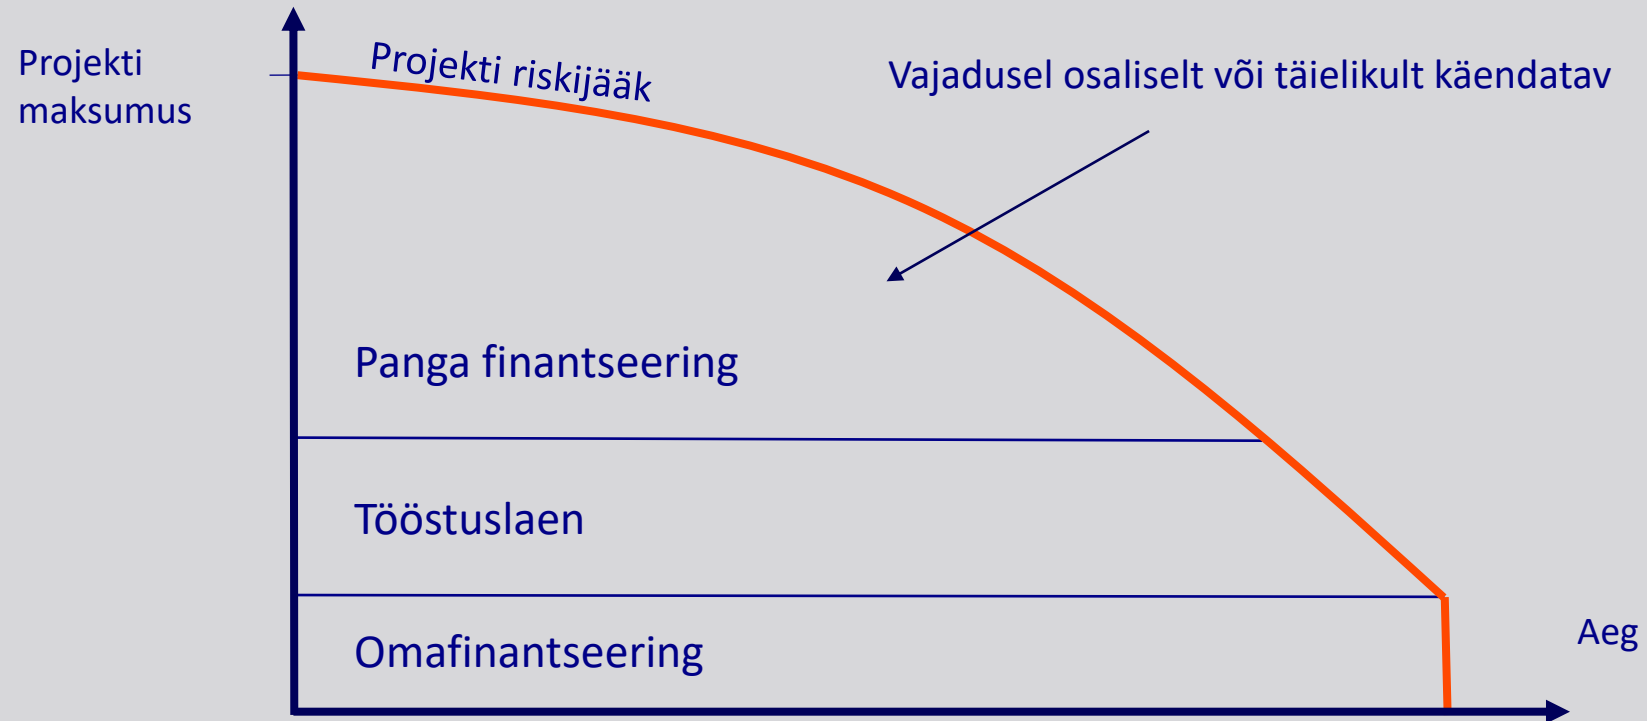 Projekti
maksumus
Projekti riskijääk
Vajadusel osaliselt või täielikult käendatav
Panga finantseering
Tööstuslaen
Omafinantseering
Aeg